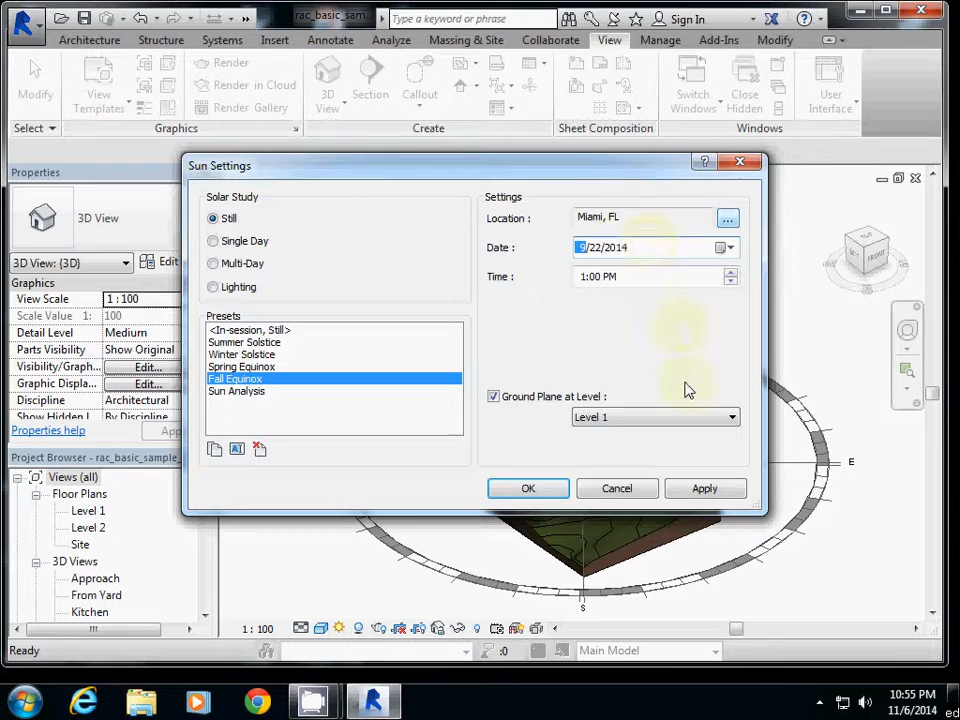 rac_basic_sam...
Type a keyword or phrase
Sign In
Architecture
Structure
Systems
Insert
Annotate
Analyze
Massing & Site
Collaborate
View
Manage
Add-Ins
Modify
Modify
View
Templates
Render
Render in Cloud
Render Gallery
3D
View
Section
Callout
Switch
Windows
Close
Hidden
User
Interface
Select
Graphics
Create
Sheet Composition
Windows
Properties
3D View
3D View: {3D}
Edit
Graphics
View Scale
1 : 100
Scale Value 1:
100
Detail Level
Medium
Parts Visibility
Show Original
Visibility/Graph...
Edit...
Graphic Displa...
Edit...
Discipline
Architectural
Show Hidden L
By Discipline
Properties help
App
Project Browser - rac_basic_sample_
Views (all)
Floor Plans
Level 1
Level 2
Site
3D Views
Approach
From Yard
Kitchen
Sun Settings
Solar Study
Still
Single Day
Multi-Day
Lighting
Presets
<In-session, Still>
Summer Solstice
Winter Solstice
Spring Equinox
Fall Equinox
Sun Analysis
Settings
Location :
Miami, FL
...
Date :
9/22/2014
Time :
1:00 PM
Ground Plane at Level :
Level 1
OK
Cancel
Apply
FRONT
E
S
1 : 100
Ready
:0
Main Model
10:55 PM
11/6/2014
ed